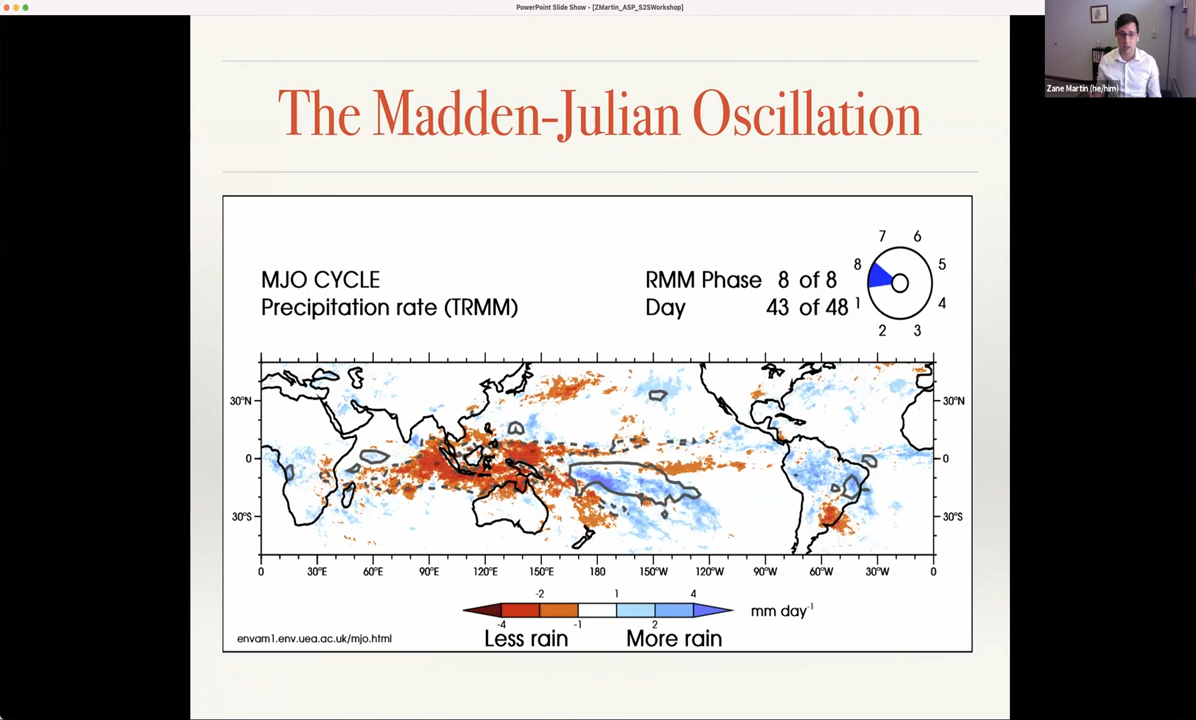 PowerPoint Slide Show - [ZMartin_ASP_S2SWorkshop]
Zane Martin (he/him)
The Madden-Julian Oscillation
MJO CYCLE
Precipitation rate (TRMM)
RMM Phase 8 of 8
Day 43 of 48
7 6
8 5
1 4
2 3
30°N 30°N
0 0
30°S 30°S
0 30°E 60°E 90°E 120°E 150°E 180 150°W 120°W 90°W 60°W 30°W 0
-2 1 4
mm day-1
-4 -1 2
Less rain More rain
envam1.env.uea.ac.uk/mjo.html